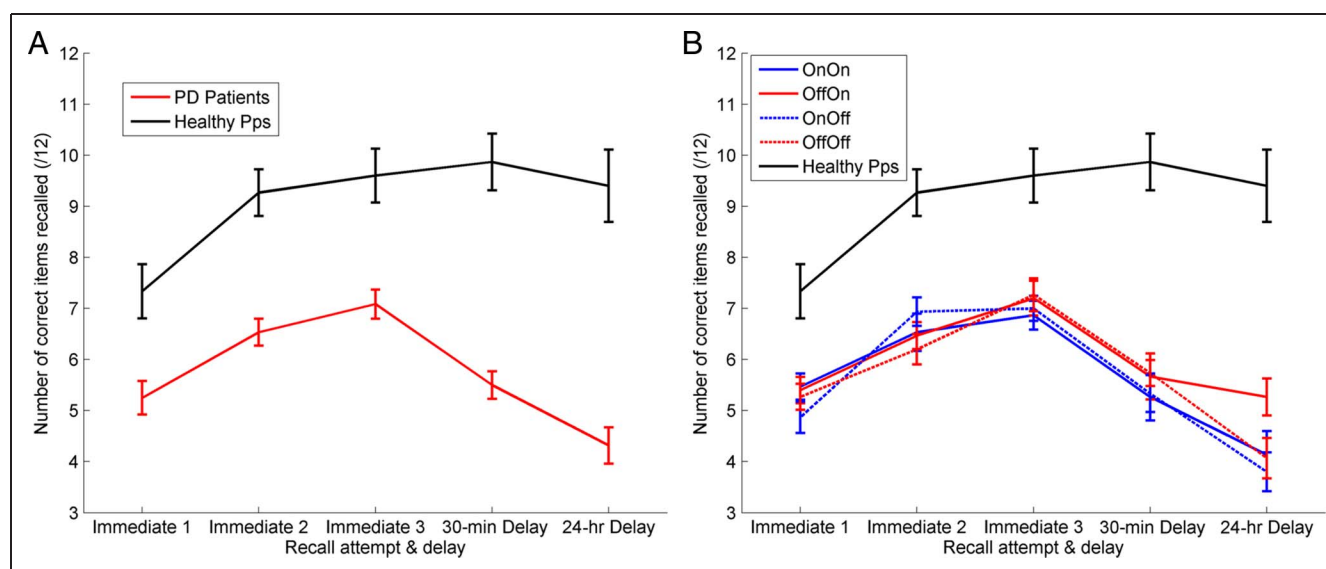 A
12
11
10
9
8
7
6
5
4
3
Number of correct items recalled (/12)
PD Patients
Healthy Pps
Immediate 1
Immediate 2
Immediate 3
30-min Delay
24-hr Delay
Recall attempt & delay
B
12
11
10
9
8
7
6
5
4
3
Number of correct items recalled (/12)
OnOn
OffOn
OnOff
OffOff
Healthy Pps
Immediate 1
Immediate 2
Immediate 3
30-min Delay
24-hr Delay
Recall attempt & delay